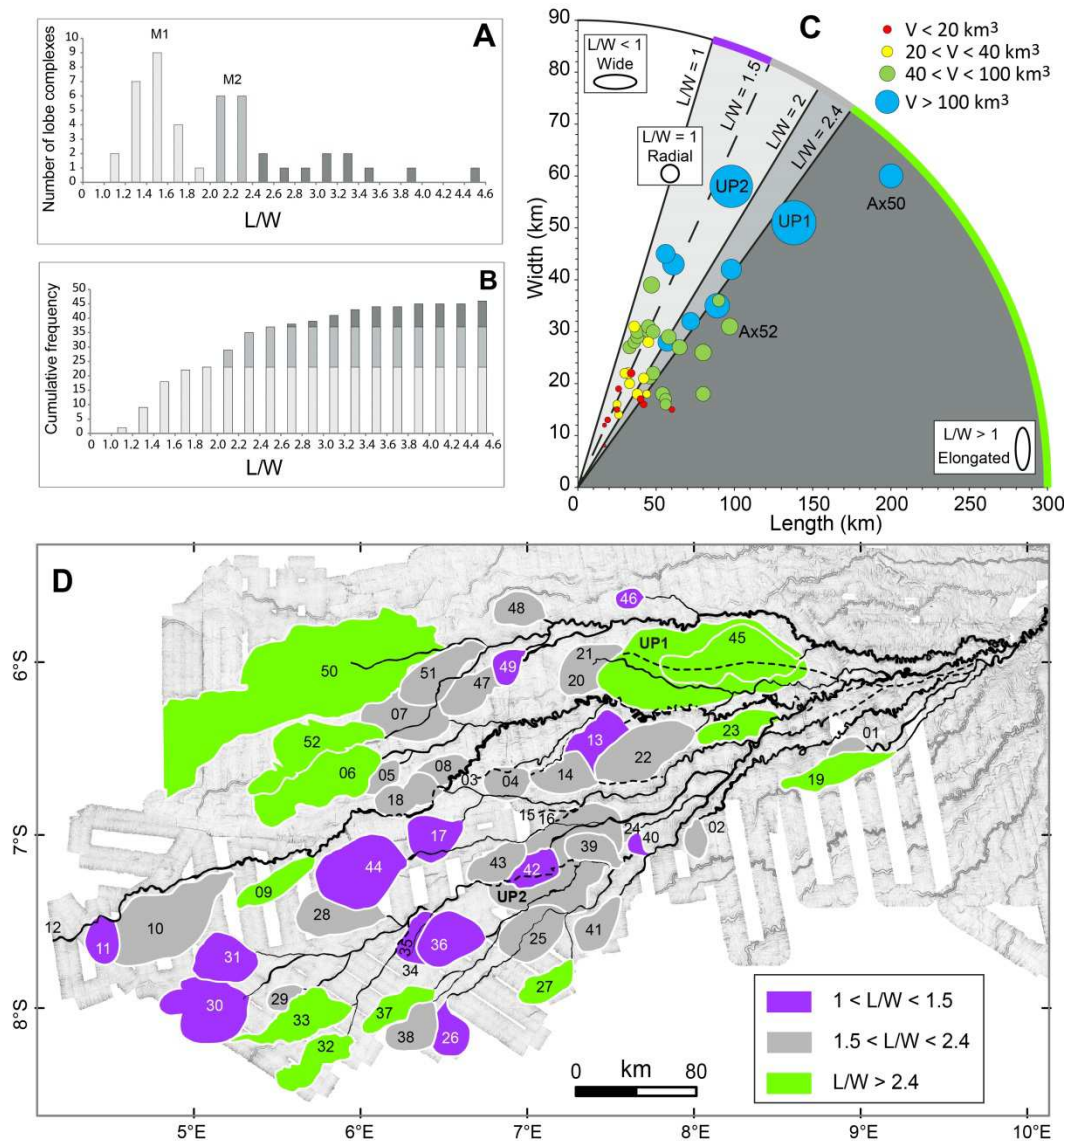 A
M1
M2
Number of lobe complexes
10
9
8
7
6
5
4
3
2
1
0
0 1.0 1.2 1.4 1.6 1.8 2.0 2.2 2.4 2.6 2.8 3.0 3.2 3.4 3.6 3.8 4.0 4.2 4.4 4.6
L/W
B
Cumulative frequency
50
45
40
35
30
25
20
15
10
5
0
0 1.0 1.2 1.4 1.6 1.8 2.0 2.2 2.4 2.6 2.8 3.0 3.2 3.4 3.6 3.8 4.0 4.2 4.4 4.6
L/W
C
V < 20 km³
20 < V < 40 km³
40 < V < 100 km³
V > 100 km³
L/W < 1
Wide
L/W = 1
Radial
L/W = 1
L/W = 1.5
L/W = 2
L/W = 2.4
UP2
UP1
Ax50
Ax52
L/W > 1
Elongated
Width (km)
90
80
70
60
50
40
30
20
10
0
0 50 100 150 200 250 300
Length (km)
D
46
48
UP1
45
50
49
21
51
20
47
07
13
23
01
52
22
06
05
08
03
04
14
19
18
15
16
24
02
17
40
39
44
43
42
09
UP2
28
12
10
11
35
36
25
41
31
34
27
30
29
33
37
38
26
32
6°S
7°S
8°S
km
0 80
1 < L/W < 1.5
1.5 < L/W < 2.4
L/W > 2.4
5°E 6°E 7°E 8°E 9°E 10°E